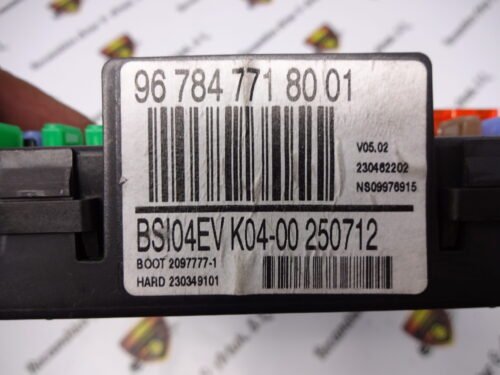 96 784 771 80 01
V05.02
230462202
NS09976915
BSI04EV K04-00 250712
BOOT 2097777-1
HARD 230349101